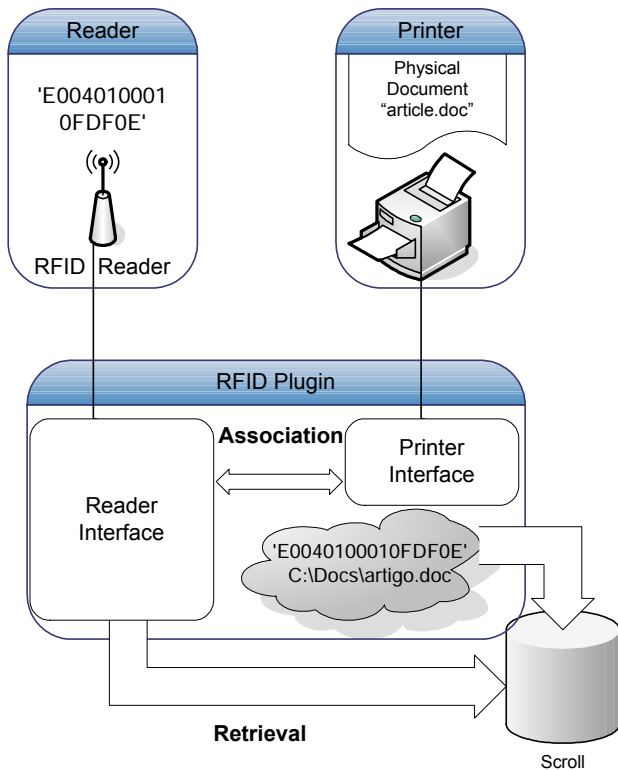 Reader
'E004010001
0FDF0E'
RFID Reader
Printer
Physical
Document
“article.doc”
RFID Plugin
Reader
Interface
Association
Printer
Interface
'E0040100010FDF0E'
C:\Docs\artigo.doc
Retrieval
Scroll